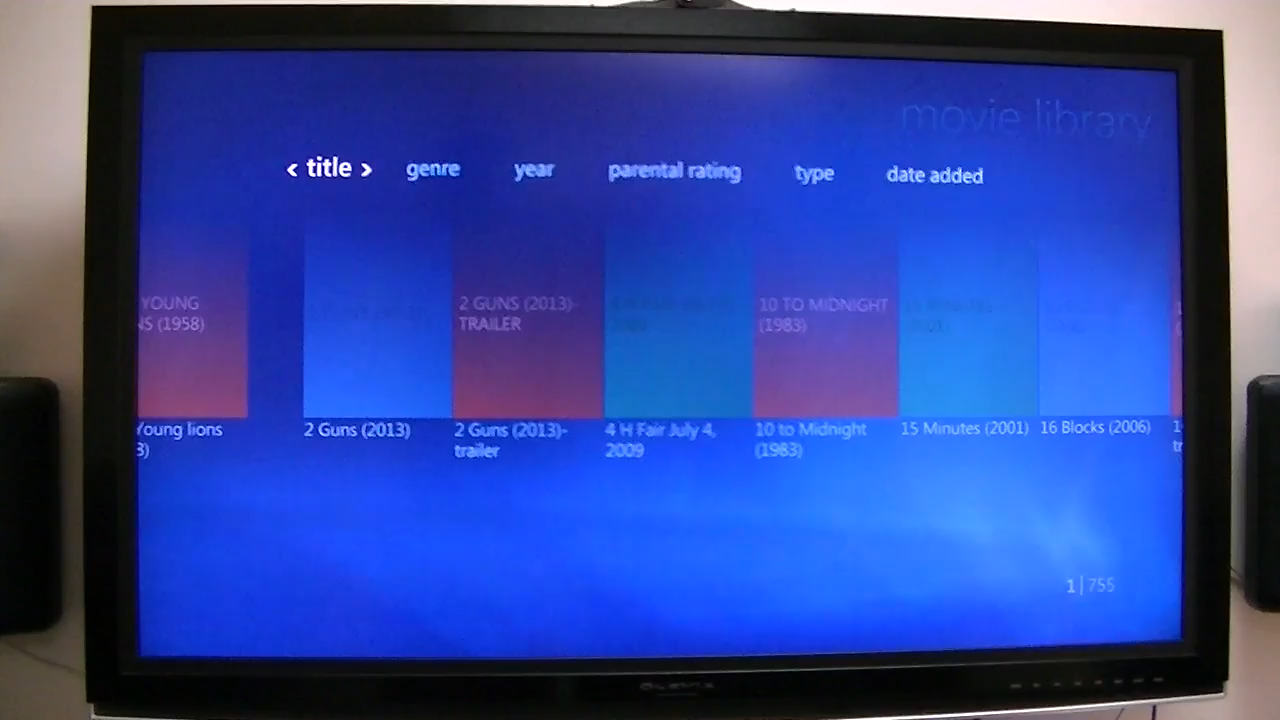 movie library
< title > genre year parental rating type date added
YOUNG
NS (1958)
2 GUNS (2013)-
TRAILER
10 TO MIDNIGHT
(1983)
Young lions
3)
2 Guns (2013)
2 Guns (2013)-
trailer
4 H Fair July 4,
2009
10 to Midnight
(1983)
15 Minutes (2001)
16 Blocks (2006)
1|755